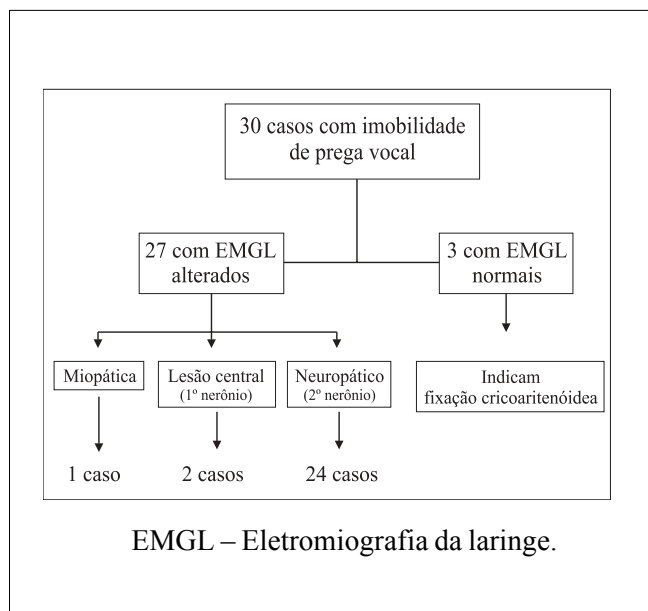 30 casos com imobilidade
de prega vocal
27 com EMGL
alterados
3 com EMGL
normais
Miopática
Lesão central
(1º nerônio)
Neuropático
(2º nerônio)
Indicam
fixação cricoaritenóidea
1 caso
2 casos
24 casos
EMGL – Eletromiografia da laringe.